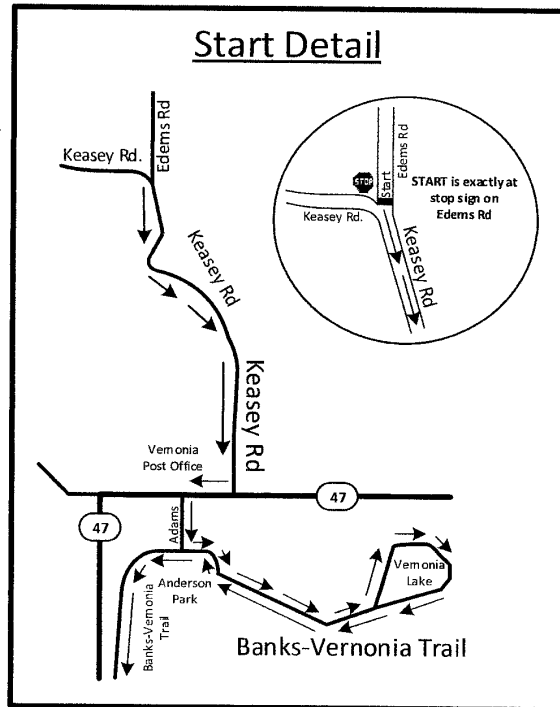 Start Detail
Edems Rd
Keasey Rd.
Keasey Rd
Keasey Rd
STOP
Start
Edems Rd
START is exactly at
stop sign on
Edems Rd
Keasey Rd.
Keasey Rd
Vernonia
Post Office
47
47
Adams
Anderson
Park
Vernonia
Lake
Banks-Vernonia
Trail
Banks-Vernonia Trail